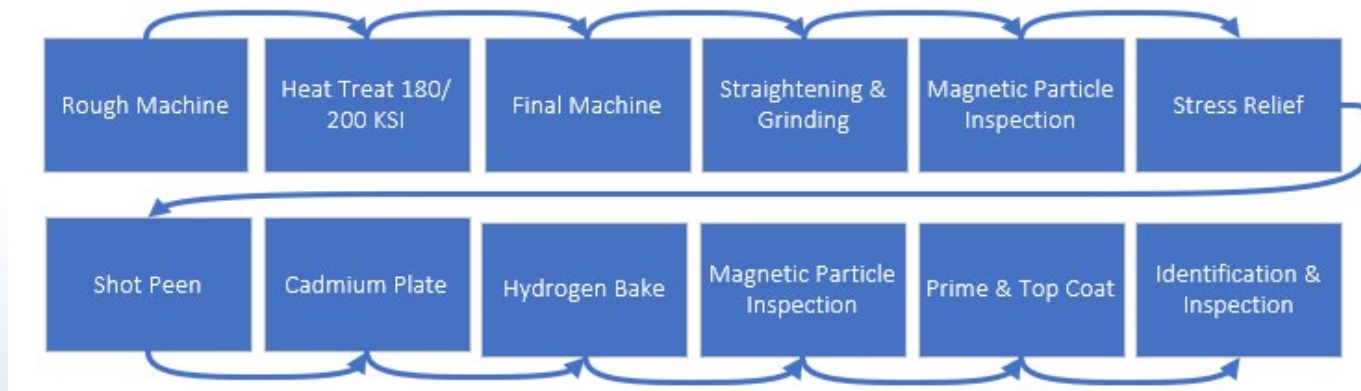 Rough Machine
Heat Treat 180/
200 KSI
Final Machine
Straightening &
Grinding
Magnetic Particle
Inspection
Stress Relief
Shot Peen
Cadmium Plate
Hydrogen Bake
Magnetic Particle
Inspection
Prime & Top Coat
Identification &
Inspection